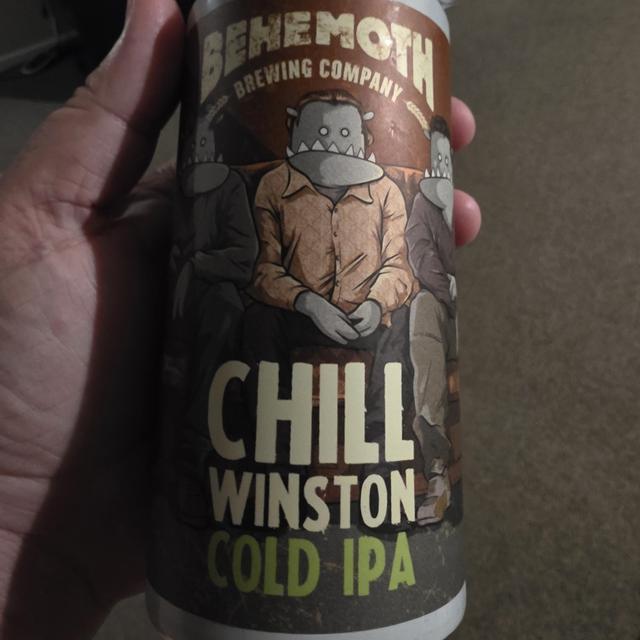 BEHEMOTH
BREWING COMPANY
CHILL
WINSTON
COLD IPA